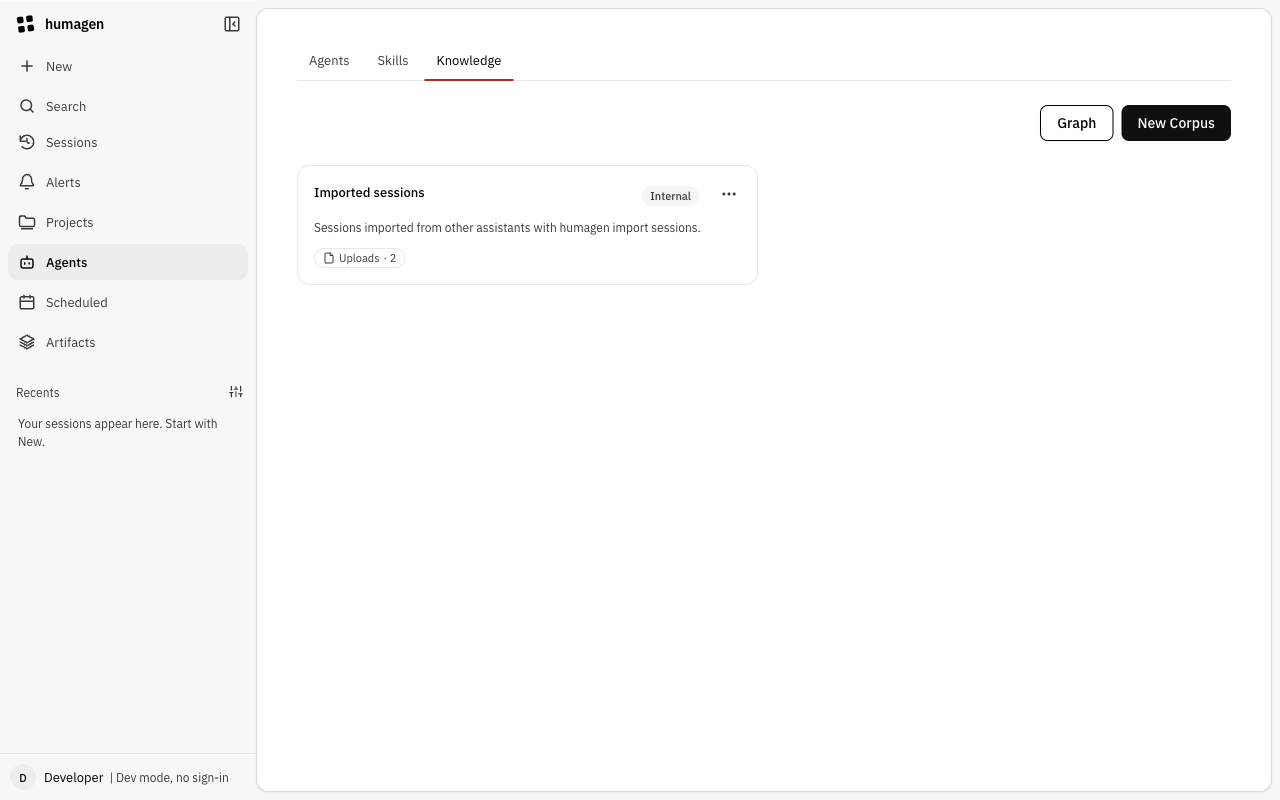 humagen
New
Search
Sessions
Alerts
Projects
Agents
Scheduled
Artifacts
Recents
Your sessions appear here. Start with
New.
D
Developer | Dev mode, no sign-in
Agents
Skills
Knowledge
Graph
New Corpus
Imported sessions
Internal
Sessions imported from other assistants with humagen import sessions.
Uploads · 2